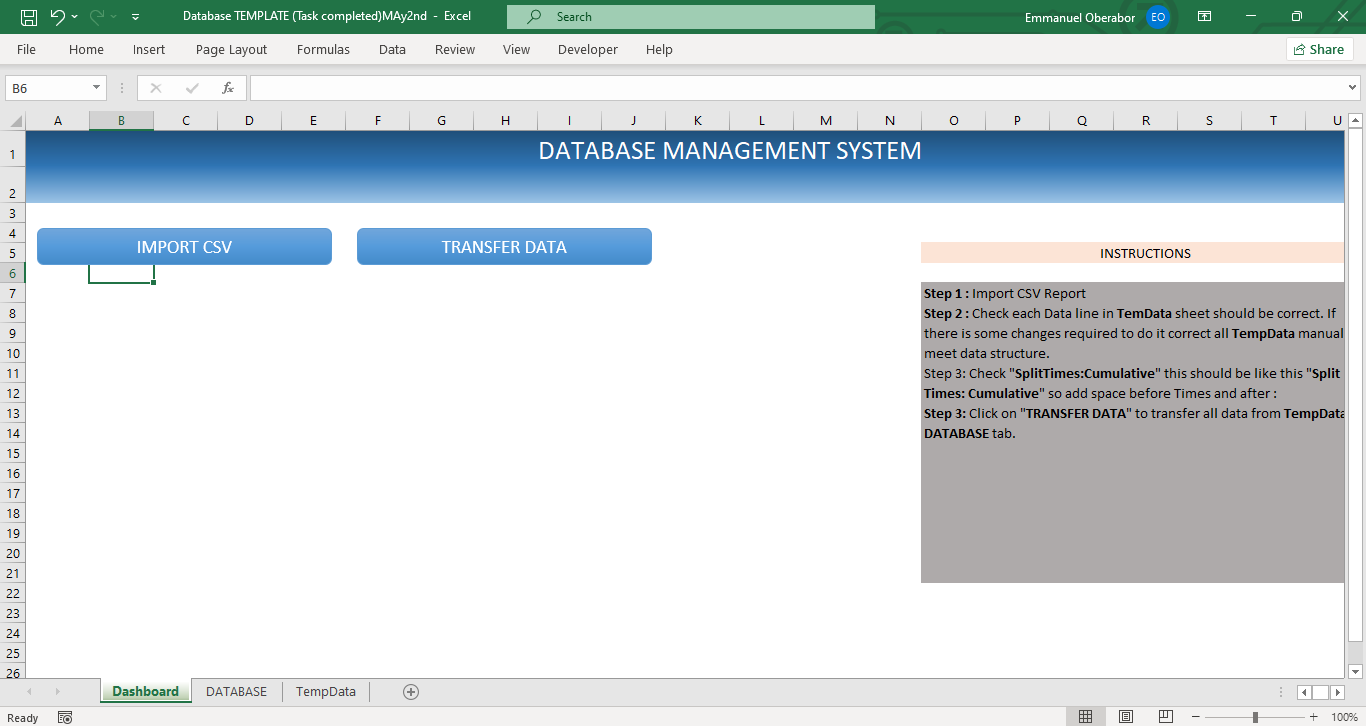 Database TEMPLATE (Task completed)MAy2nd - Excel
Search
Emmanuel Oberabor EO
File Home Insert Page Layout Formulas Data Review View Developer Help
Share
B6
fx
A B C D E F G H I J K L M N O P Q R S T U
1
DATABASE MANAGEMENT SYSTEM
2
3
4
IMPORT CSV TRANSFER DATA
5
INSTRUCTIONS
6
7 Step 1 : Import CSV Report
8 Step 2 : Check each Data line in TemData sheet should be correct. If
9 there is some changes required to do it correct all TempData manual
10 meet data structure.
11 Step 3: Check "SplitTimes:Cumulative" this should be like this "Split
12 Times: Cumulative" so add space before Times and after :
13 Step 3: Click on "TRANSFER DATA" to transfer all data from TempData
14 DATABASE tab.
15
16
17
18
19
20
21
22
23
24
25
26
Dashboard DATABASE TempData
Ready
100%